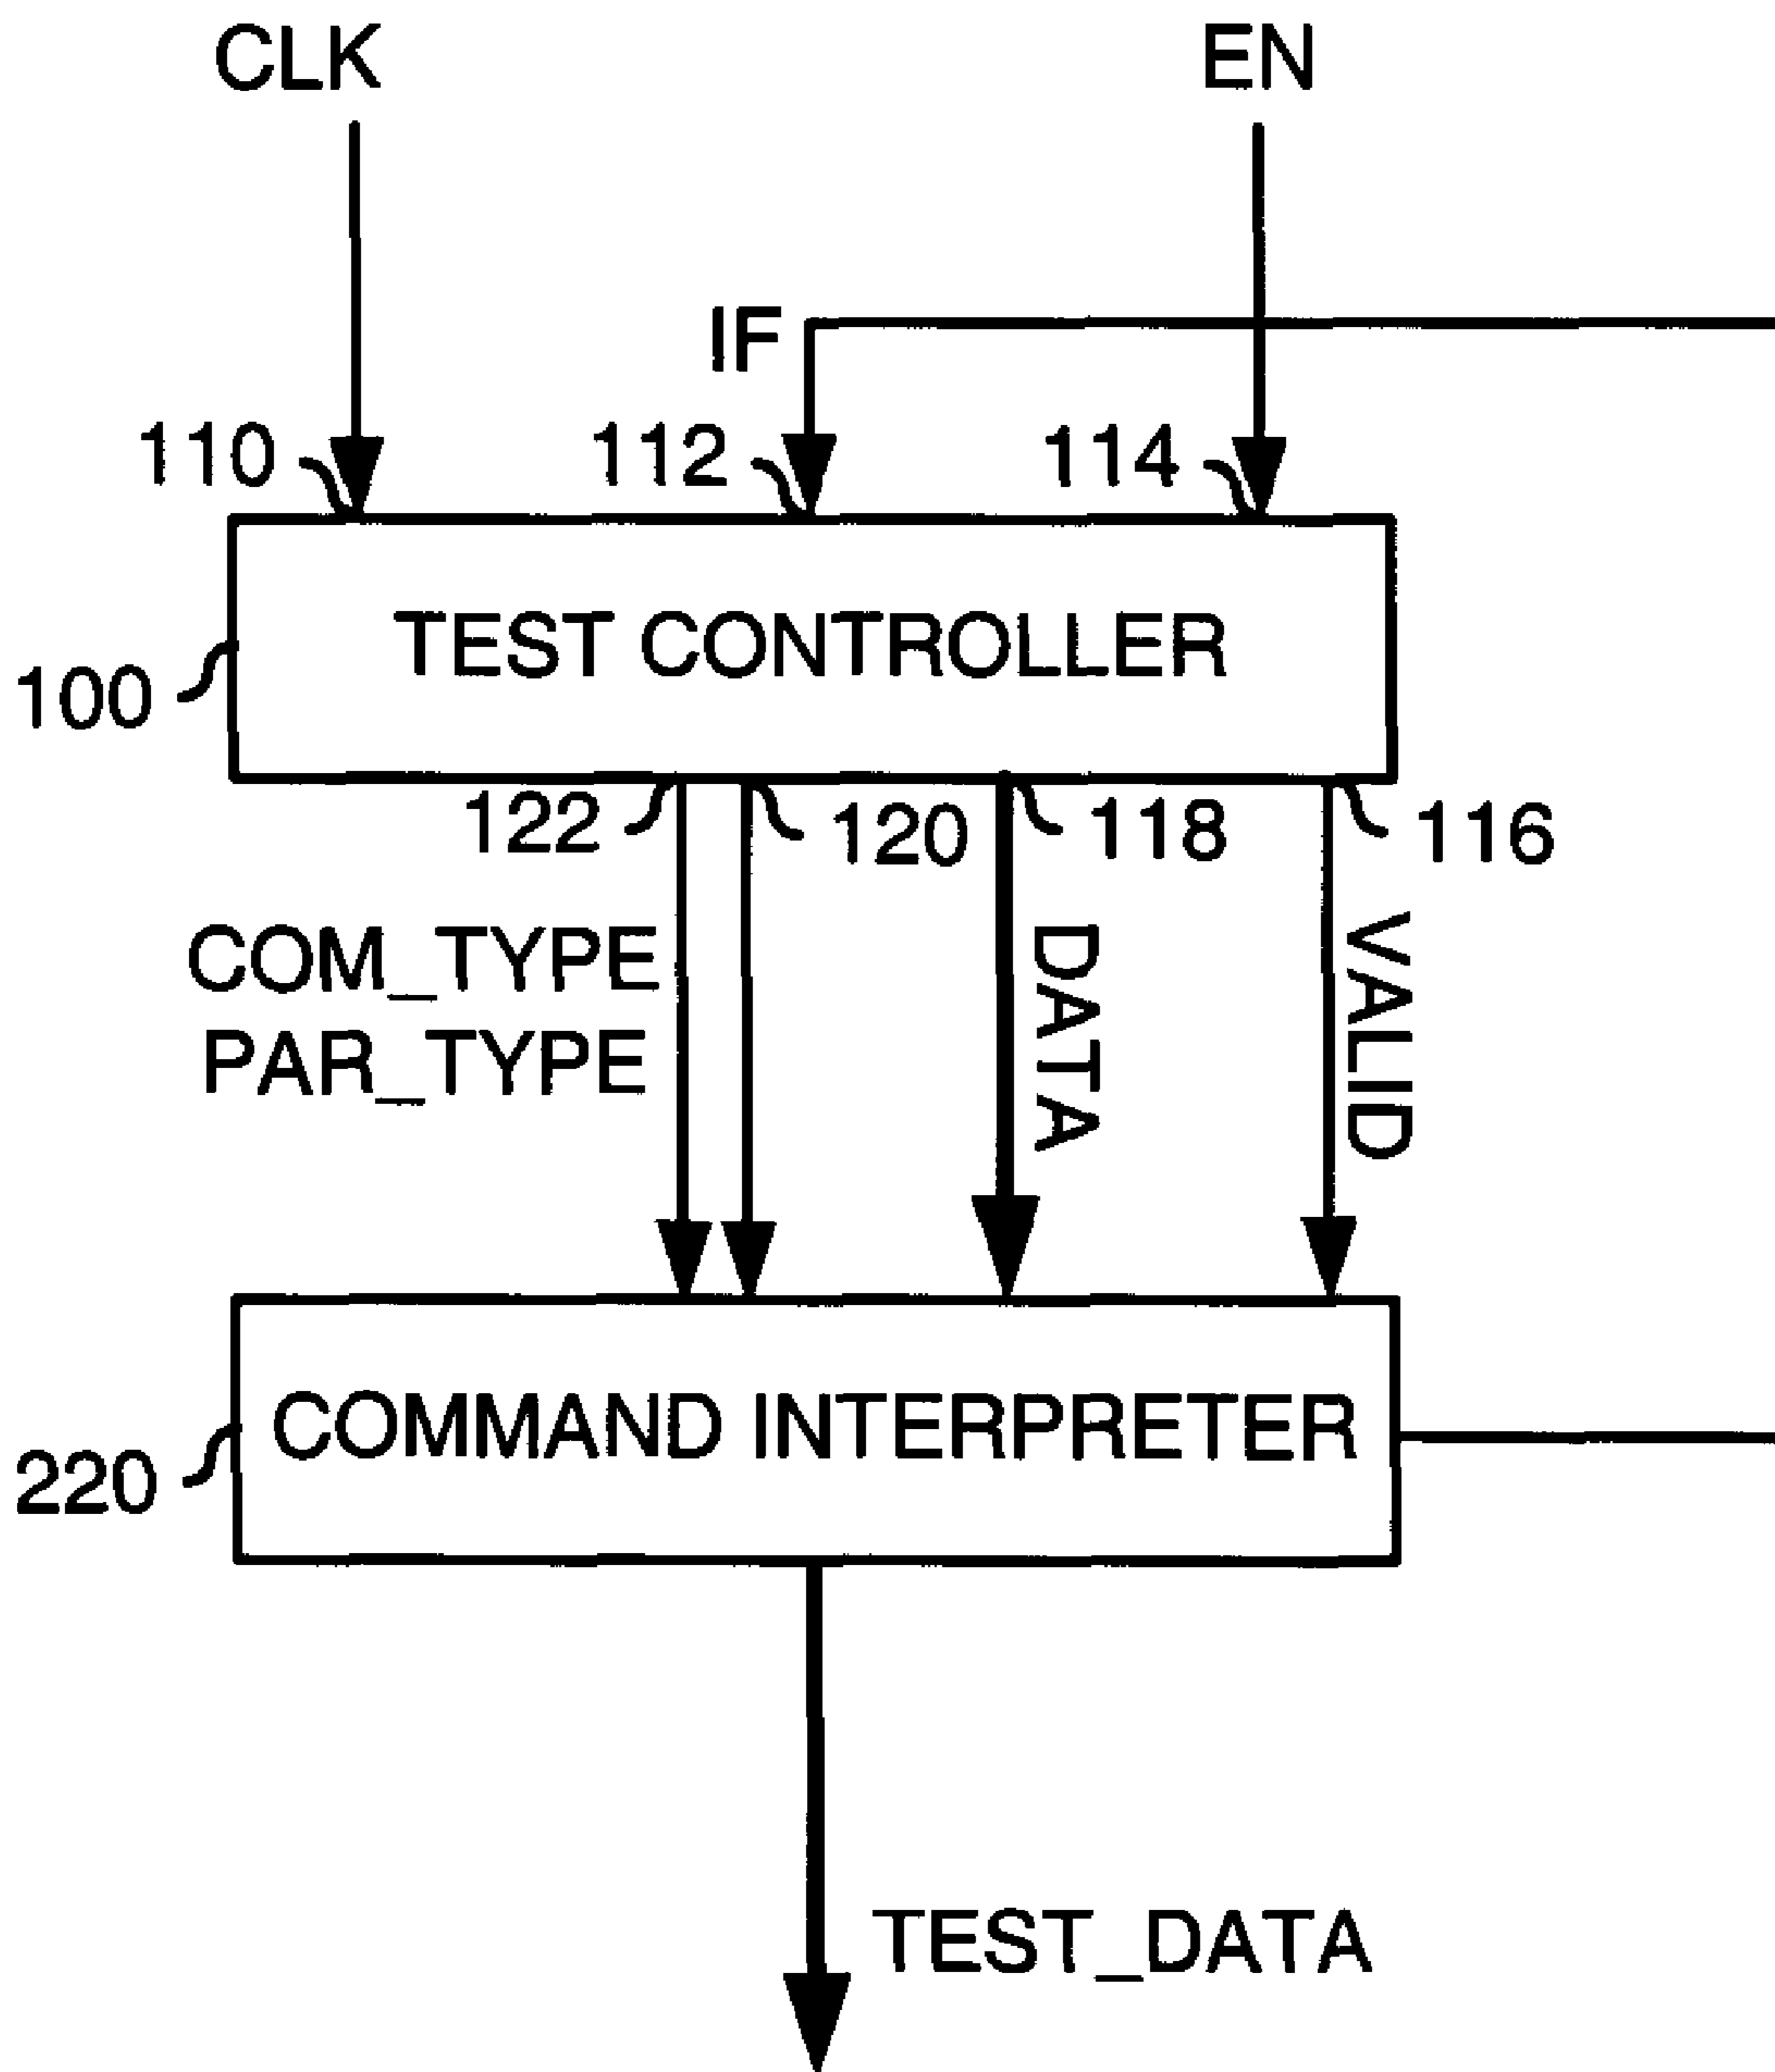 CLK
EN
IF
110
112
114
TEST CONTROLLER
100
122
120
118
116
COM_TYPE
PAR_TYPE
DATA
VALID
COMMAND INTERPRETER
220
TEST_DATA